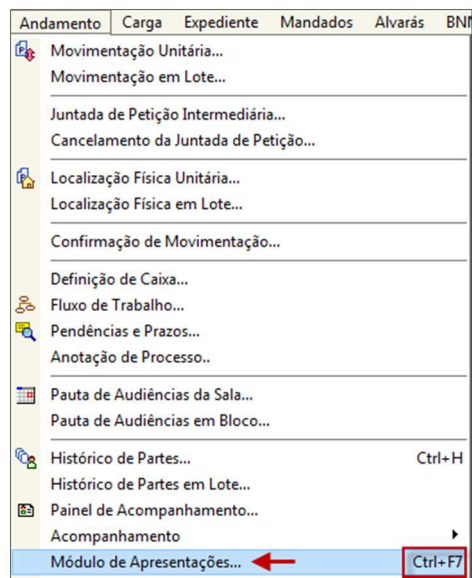 Andamento Carga Expediente Mandados Alvarás
Movimentação Unitária...
Movimentação em Lote...
Juntada de Petição Intermediária...
Cancelamento da Juntada de Petição...
Localização Física Unitária...
Localização Física em Lote...
Confirmação de Movimentação...
Definição de Caixa...
Fluxo de Trabalho...
Pendências e Prazos...
Anotação de Processo..
Pauta de Audiências da Sala...
Pauta de Audiências em Bloco...
Histórico de Partes... Ctrl+H
Histórico de Partes em Lote...
Painel de Acompanhamento...
Acompanhamento
Módulo de Apresentações... Ctrl+F7